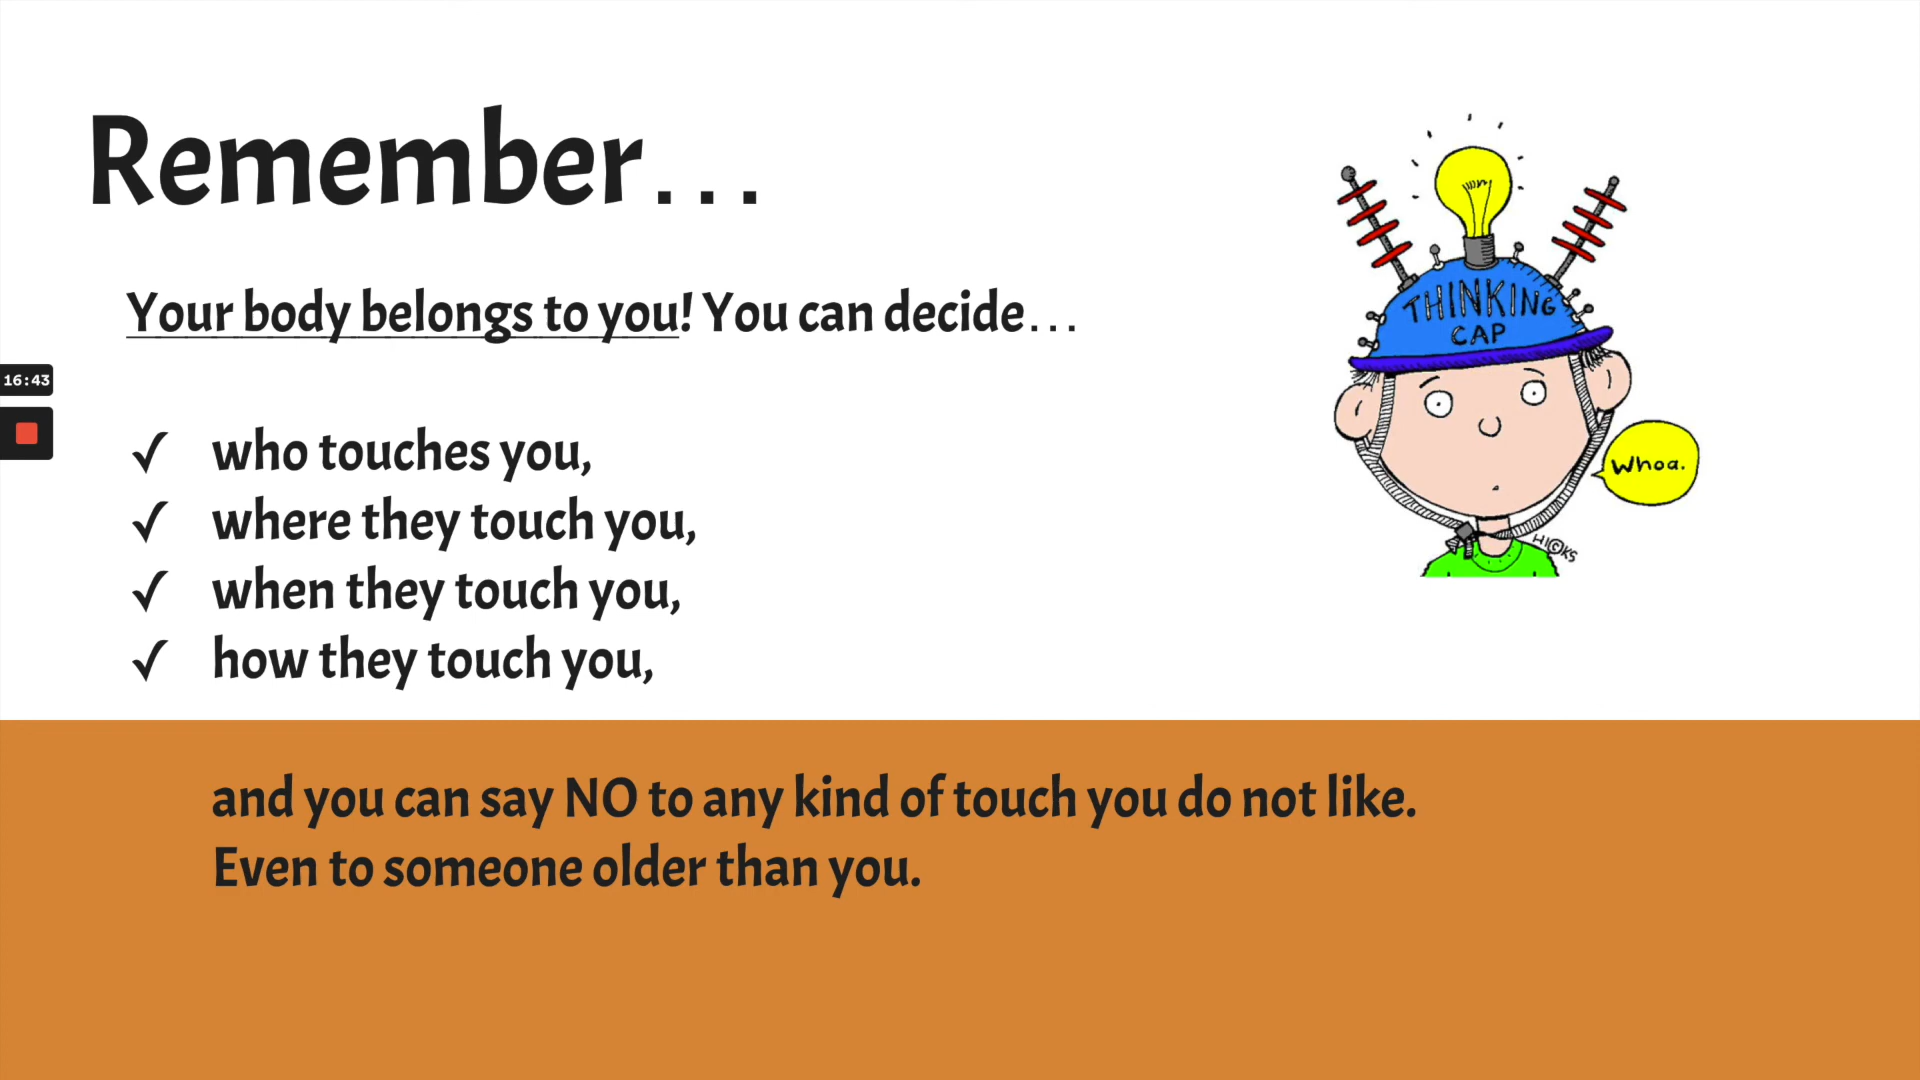 Remember...
Your body belongs to you! You can decide...
✓ who touches you,
✓ where they touch you,
✓ when they touch you,
✓ how they touch you,
and you can say NO to any kind of touch you do not like.
Even to someone older than you.
THINKING
CAP
Whoa.
HICKS
16:43